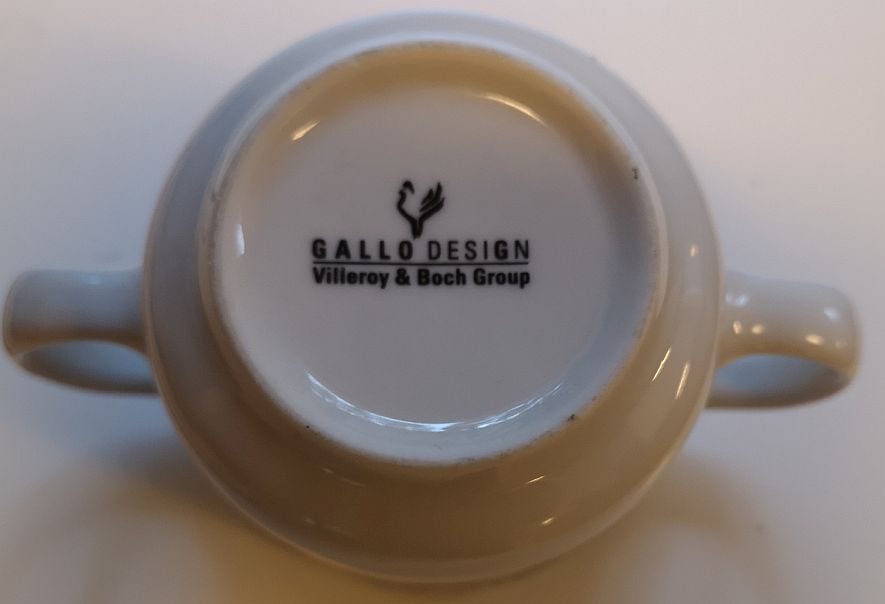 GALLO DESIGN
Villeroy & Boch Group